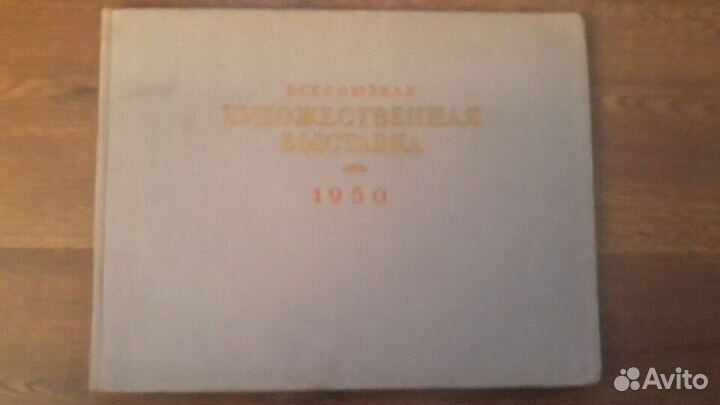 ВСЕСОЮЗНАЯ
ХУДОЖЕСТВЕННАЯ
ВЫСТАВКА
1950
Avito